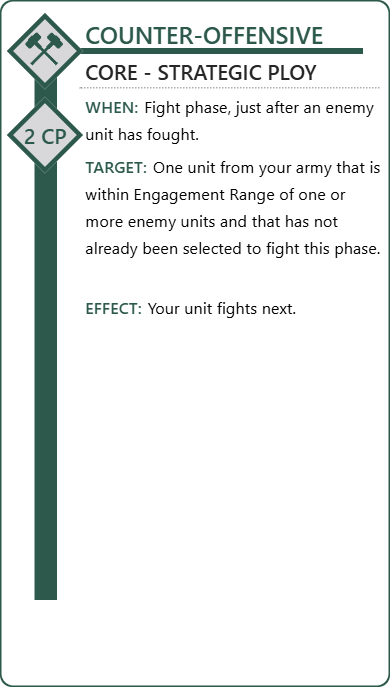 COUNTER-OFFENSIVE
CORE - STRATEGIC PLOY
WHEN: Fight phase, just after an enemy
2 CP
unit has fought.
TARGET: One unit from your army that is
within Engagement Range of one or
more enemy units and that has not
already been selected to fight this phase.
EFFECT: Your unit fights next.